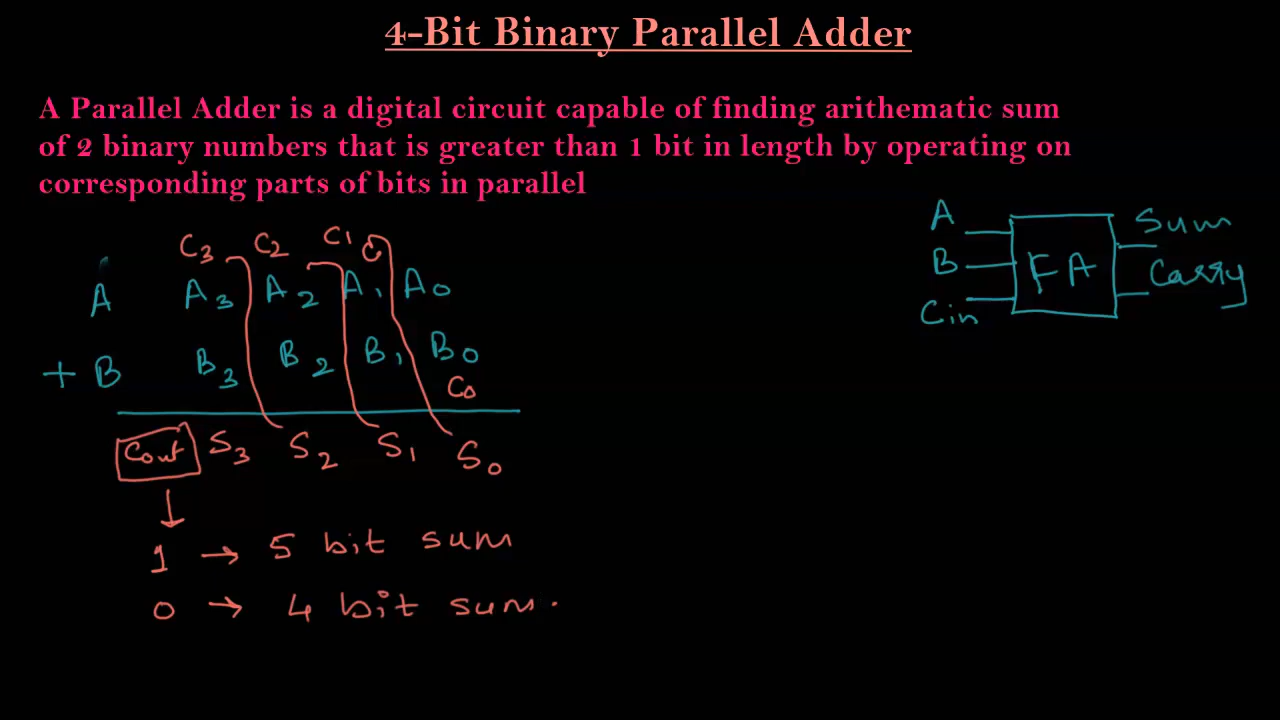 4-Bit Binary Parallel Adder
A Parallel Adder is a digital circuit capable of finding arithematic sum
of 2 binary numbers that is greater than 1 bit in length by operating on
corresponding parts of bits in parallel
C3 C2 C1 C
A A3 A2 A1 A0
+ B B3 B2 B1 B0
C0
Cout S3 S2 S1 S0
↓
1 → 5 bit sum
0 → 4 bit sum.
A Sum
B FA Carry
Cin